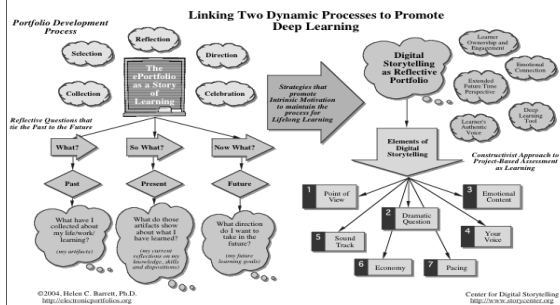 Linking Two Dynamic Processes to Promote
Deep Learning
Portfolio Development
Process
Selection
Reflection
Direction
Collection
The
ePortfolio
as a Story
of
Learning
Celebration
Reflective Questions that
tie the Past to the Future
What?
So What?
Now What?
Past
Present
Future
What have I
collected about
my life/work/
learning?
(my artifacts)
What do those
artifacts show
about what I
have learned?
(my current
reflections on my
knowledge, skills
and dispositions)
What direction
do I want to
take in the
future?
(my future
learning goals)
Strategies that
promote
Intrinsic Motivation
to maintain the
process for
Lifelong Learning
Digital
Storytelling
as Reflective
Portfolio
Learner
Ownership and
Engagement
Emotional
Connection
Extended
Future Time
Perspective
Deep
Learning
Tool
Learner's
Authentic
Voice
Constructivist Approach to
Project-Based Assessment
as Learning
Elements of
Digital
Storytelling
1 Point of
View
2 Dramatic
Question
3 Emotional
Content
4 Your
Voice
5 Sound
Track
6 Economy
7 Pacing
©2004, Helen C. Barrett, Ph.D.
http://electronicportfolios.org
Center for Digital Storytelling
http://www.storycenter.org